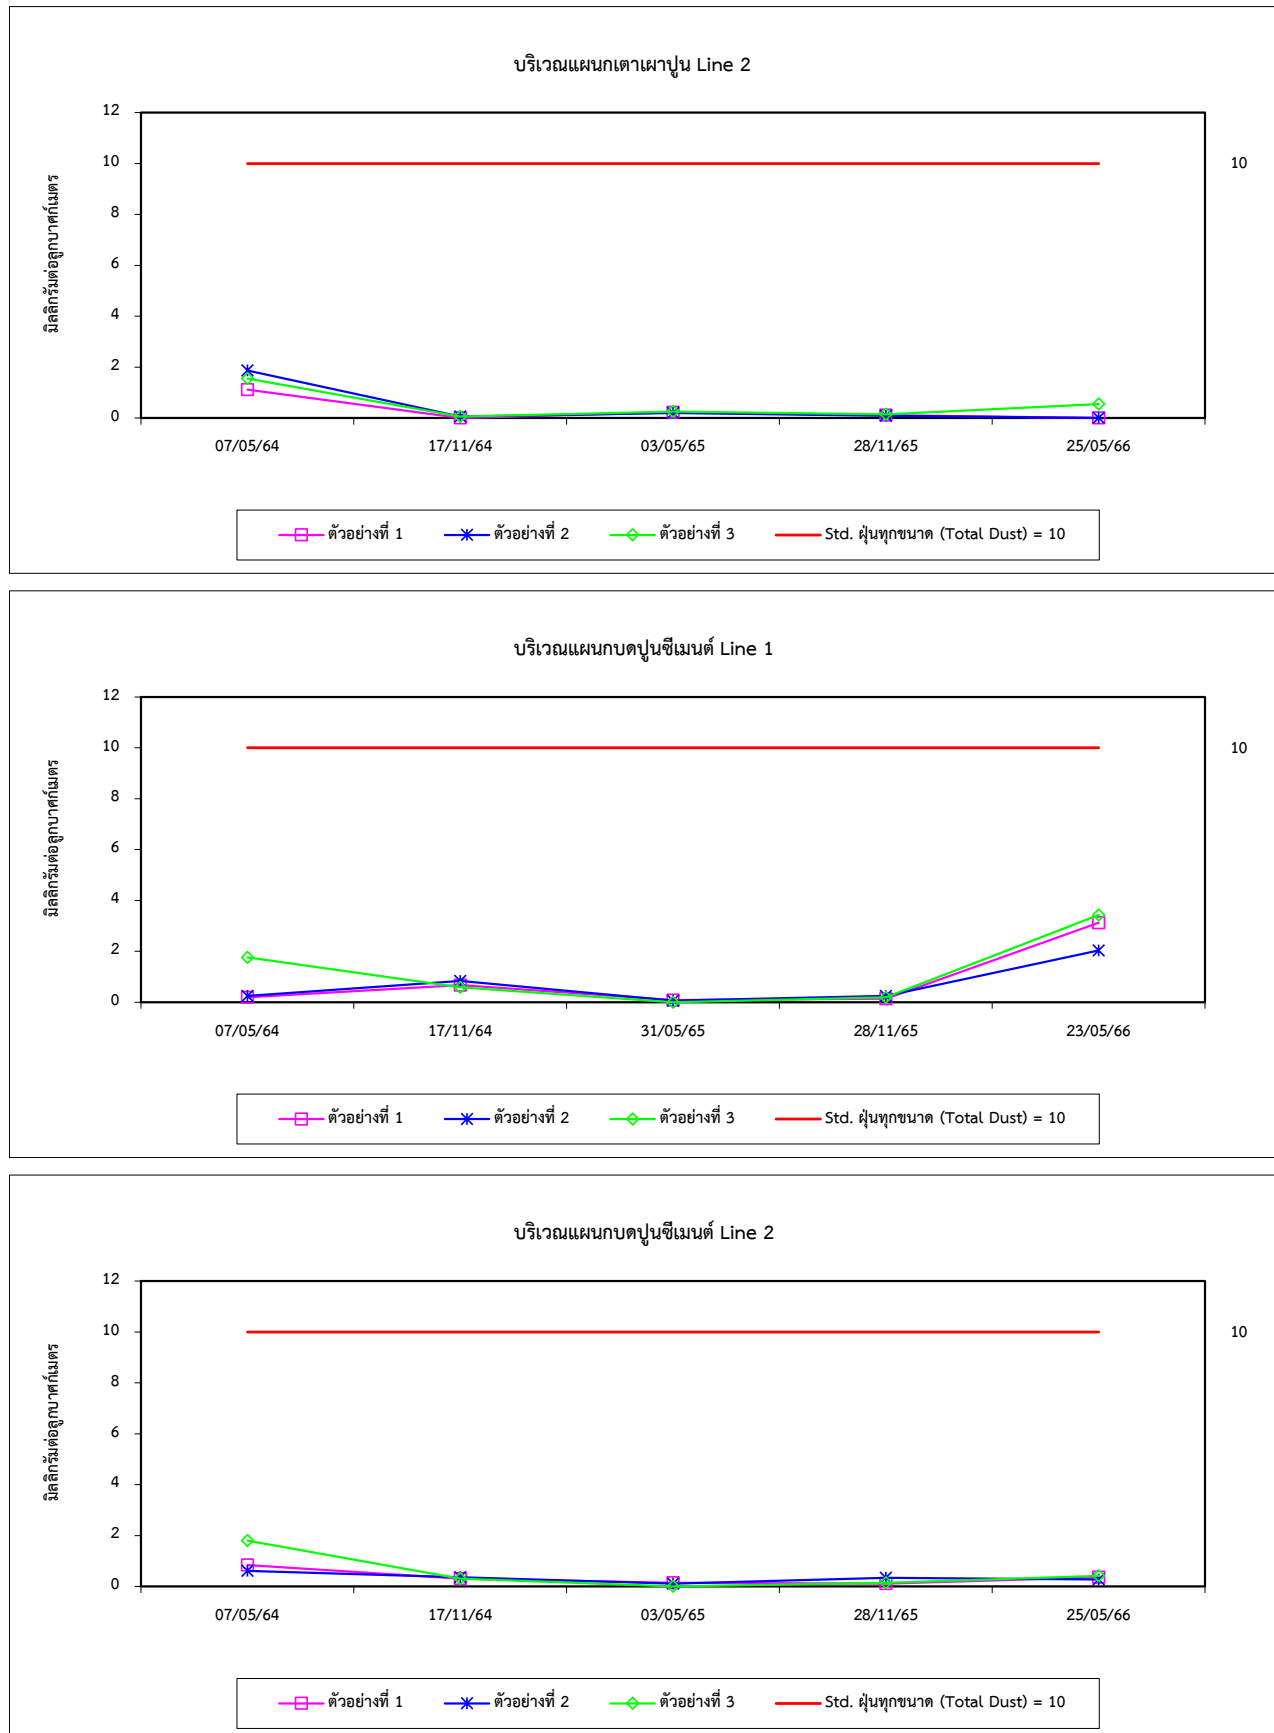 บริเวณแผนกเตาเผาปูน Line 2
มิลลิกรัมต่อลูกบาศก์เมตร
12
10
8
6
4
2
0
10
07/05/64 17/11/64 03/05/65 28/11/65 25/05/66
ตัวอย่างที่ 1 ตัวอย่างที่ 2 ตัวอย่างที่ 3 Std. ฝุ่นทุกขนาด (Total Dust) = 10
บริเวณแผนกบดปูนซีเมนต์ Line 1
มิลลิกรัมต่อลูกบาศก์เมตร
12
10
8
6
4
2
0
10
07/05/64 17/11/64 31/05/65 28/11/65 23/05/66
ตัวอย่างที่ 1 ตัวอย่างที่ 2 ตัวอย่างที่ 3 Std. ฝุ่นทุกขนาด (Total Dust) = 10
บริเวณแผนกบดปูนซีเมนต์ Line 2
มิลลิกรัมต่อลูกบาศก์เมตร
12
10
8
6
4
2
0
10
07/05/64 17/11/64 03/05/65 28/11/65 25/05/66
ตัวอย่างที่ 1 ตัวอย่างที่ 2 ตัวอย่างที่ 3 Std. ฝุ่นทุกขนาด (Total Dust) = 10